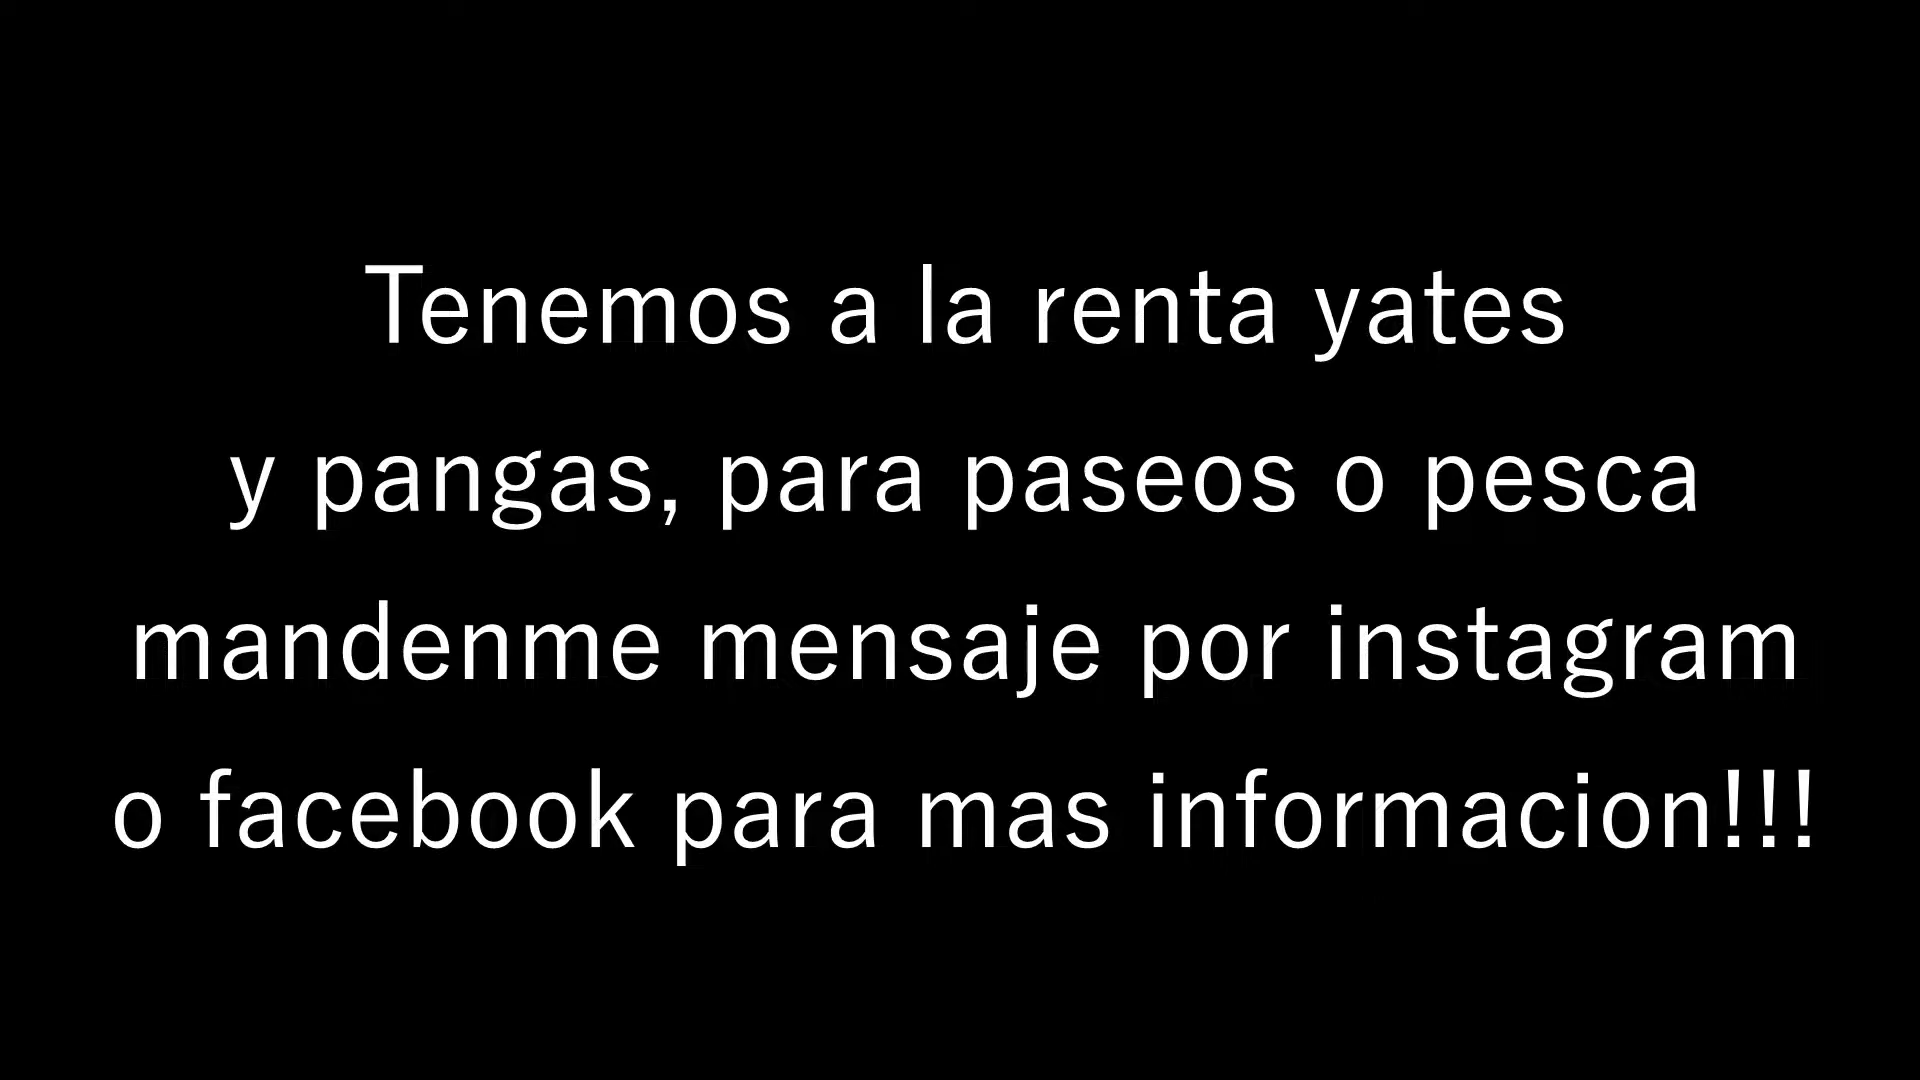 Tenemos a la renta yates
y pangas, para paseos o pesca
mandenme mensaje por instagram
o facebook para mas informacion!!!